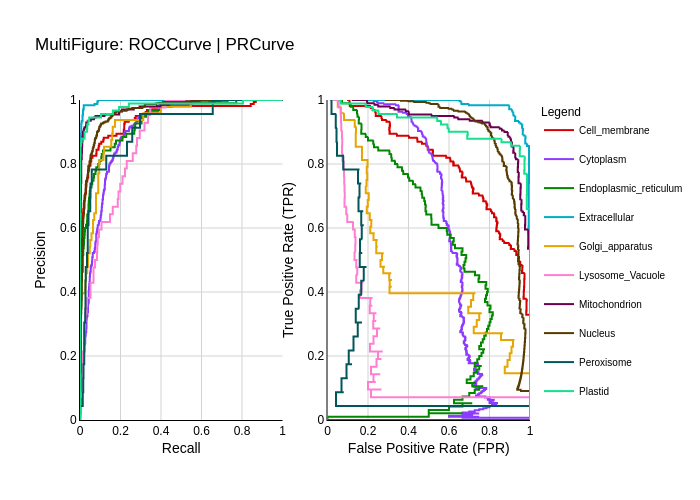 MultiFigure: ROCCurve | PRCurve
1
0.8
0.6
0.4
0.2
0
0
0.2
0.4
0.6
0.8
1
Precision
Recall
1
0.8
0.6
0.4
0.2
0
0
0.2
0.4
0.6
0.8
1
True Positive Rate (TPR)
False Positive Rate (FPR)
Legend
Cell_membrane
Cytoplasm
Endoplasmic_reticulum
Extracellular
Golgi_apparatus
Lysosome_Vacuole
Mitochondrion
Nucleus
Peroxisome
Plastid